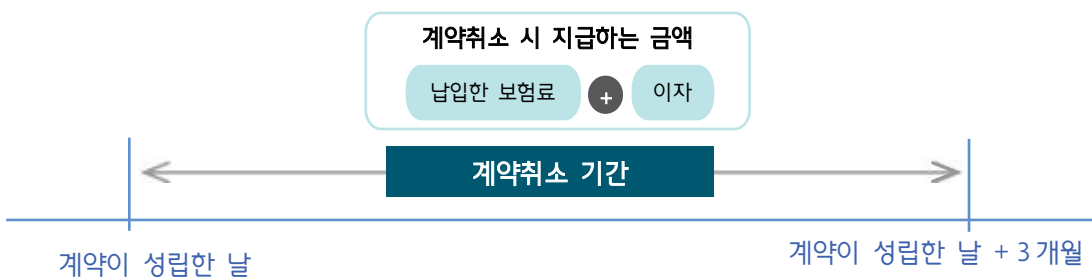 계약취소 시 지급하는 금액
납입한 보험료 + 이자
계약취소 기간
계약이 성립한 날
계약이 성립한 날 + 3개월